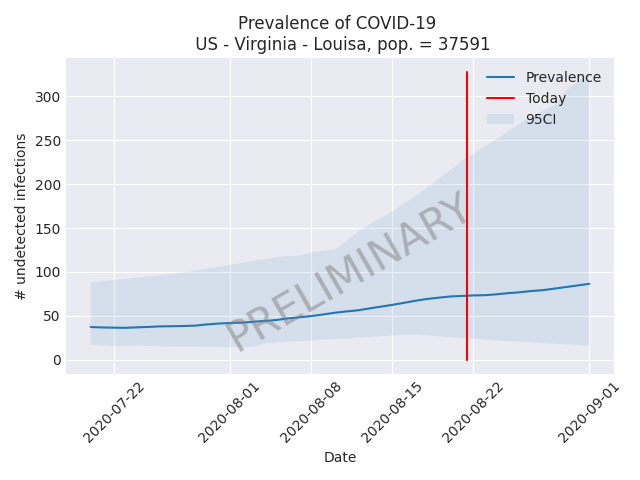 Prevalence of COVID-19
US - Virginia - Louisa, pop. = 37591
Prevalence
Today
95CI
300
250
200
150
100
50
0
# undetected infections
PRELIMINARY
2020-07-22
2020-08-01
2020-08-08
2020-08-15
2020-08-22
2020-09-01
Date